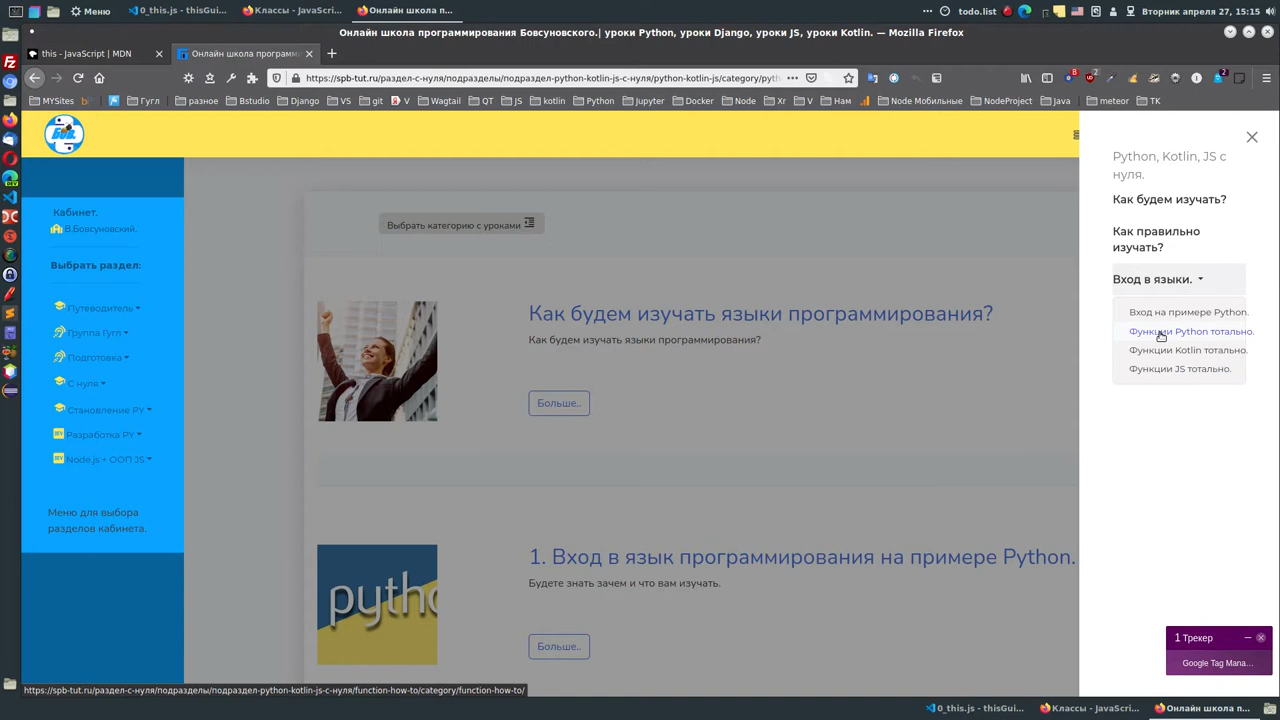 Меню
0_this.js - thisGui...
Классы - JavaScript...
Онлайн школа по...
todo.list
Вторник апреля 27, 15:15
Онлайн школа программирования Бовсуновского.| уроки Python, уроки Django, уроки JS, уроки Kotlin. — Mozilla Firefox
this - JavaScript | MDN
Онлайн школа программи
https://spb-tut.ru/раздел-с-нуля/подразделы/подраздел-python-kotlin-js-с-нуля/python-kotlin-js/category/pyth
MYSites
Гугл
разное
Bstudio
Django
VS
git
V
Wagtail
QT
JS
kotlin
Python
Jupyter
Docker
Node
Xr
V
Нам
Node Мобильные
NodeProject
Java
meteor
ТК
БОВ.
Python, Kotlin, JS с
нуля.
Как будем изучать?
Как правильно
изучать?
Вход в языки.
Вход на примере Python.
Функции Python тотально.
Функции Kotlin тотально.
Функции JS тотально.
Кабинет.
В.Бовсуновский.
Выбрать раздел:
Путеводитель
Группа Гугл
Подготовка
С нуля
Становление PY
Разработка PY
Node.js + ООП JS
Меню для выбора
разделов кабинета.
Выбрать категорию с уроками
Как будем изучать языки программирования?
Как будем изучать языки программирования?
Больше..
1. Вход в язык программирования на примере Python.
Будете знать зачем и что вам изучать.
Больше..
1 Трекер
Google Tag Mana...
https://spb-tut.ru/раздел-с-нуля/подразделы/подраздел-python-kotlin-js-с-нуля/function-how-to/category/function-how-to/
0_this.js - thisGui...
Классы - JavaScri...
Онлайн школа п...